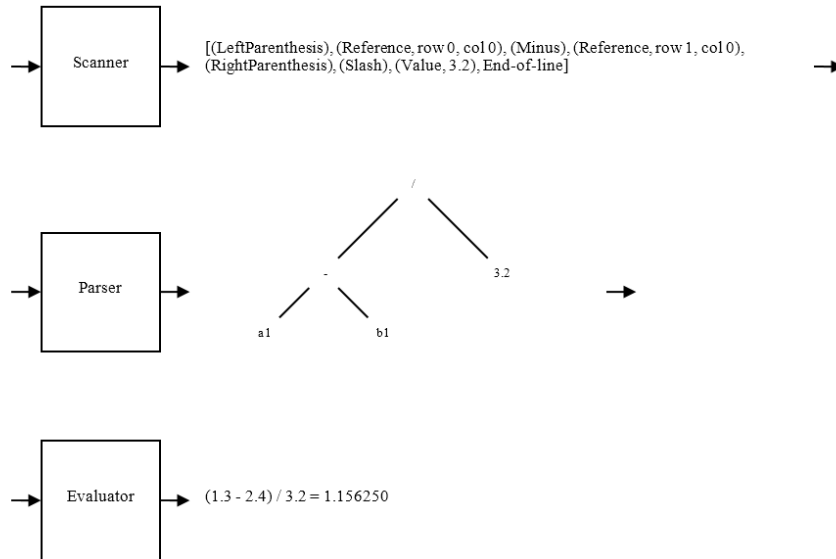 Scanner
[(LeftParenthesis), (Reference, row 0, col 0), (Minus), (Reference, row 1, col 0),
(RightParenthesis), (Slash), (Value, 3.2), End-of-line]
/
Parser
-
3.2
a1
b1
Evaluator
(1.3 - 2.4) / 3.2 = 1.156250